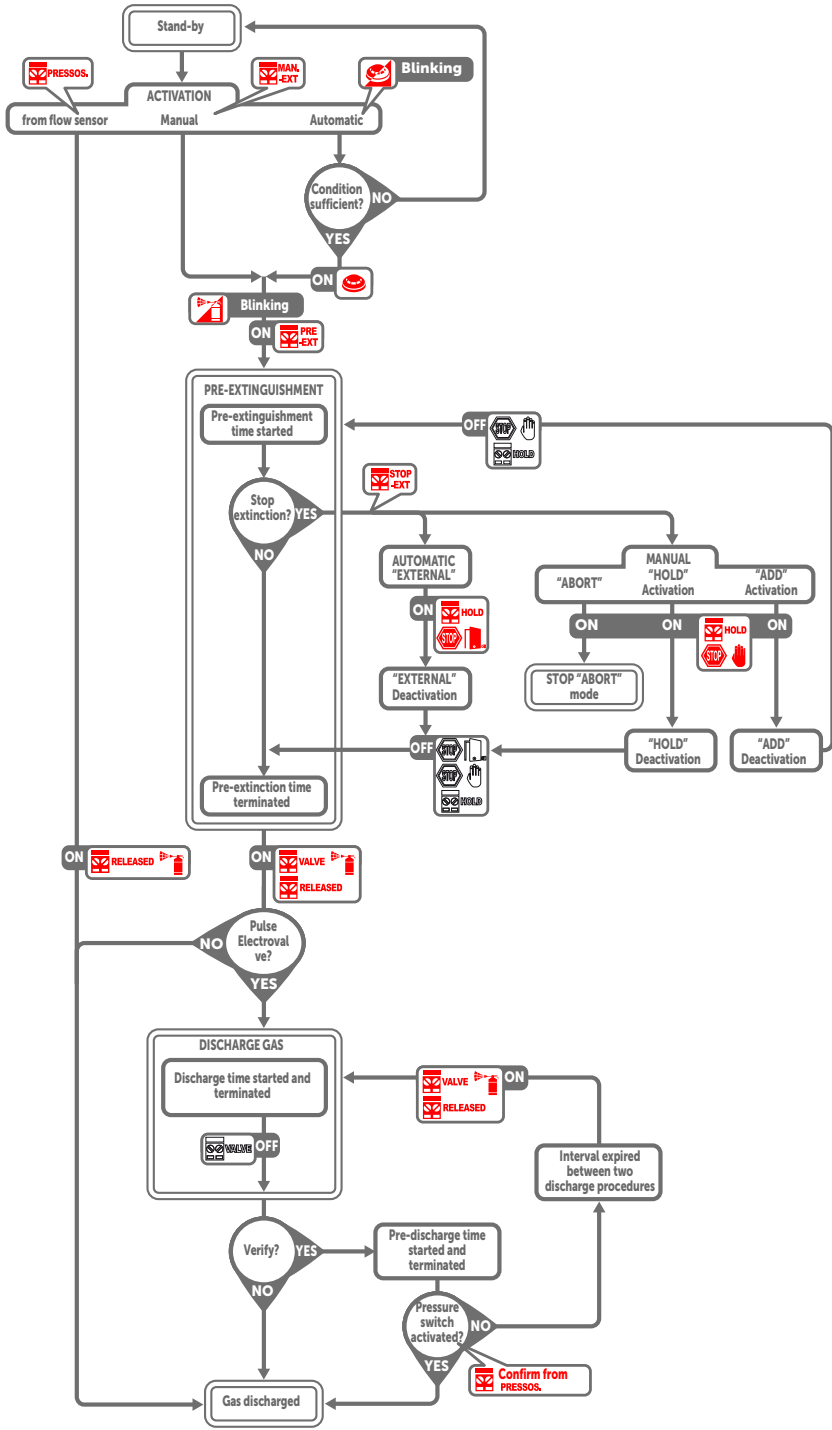 Stand-by
PRESSOS.
MAN.
-EXT
Blinking
ACTIVATION
from flow sensor
Manual
Automatic
Condition
sufficient?
NO
YES
ON
Blinking
ON
PRE
-EXT
PRE-EXTINGUISHMENT
Pre-extinguishment
time started
OFF
STOP
HOLD
STOP
-EXT
Stop
extinction?
YES
NO
AUTOMATIC
"EXTERNAL"
MANUAL
"ABORT"
"HOLD"
Activation
"ADD"
Activation
ON
HOLD
STOP
ON
ON
ON
HOLD
STOP
"EXTERNAL"
Deactivation
STOP "ABORT"
mode
OFF
STOP
STOP
HOLD
"HOLD"
Deactivation
"ADD"
Deactivation
Pre-extinction time
terminated
ON
RELEASED
ON
VALVE
RELEASED
Pulse
Electroval
ve?
NO
YES
DISCHARGE GAS
Discharge time started and
terminated
VALVE
OFF
VALVE
RELEASED
ON
Interval expired
between two
discharge procedures
Verify?
YES
NO
Pre-discharge time
started and
terminated
Pressure
switch
activated?
NO
YES
Confirm from
PRESSOS.
Gas discharged